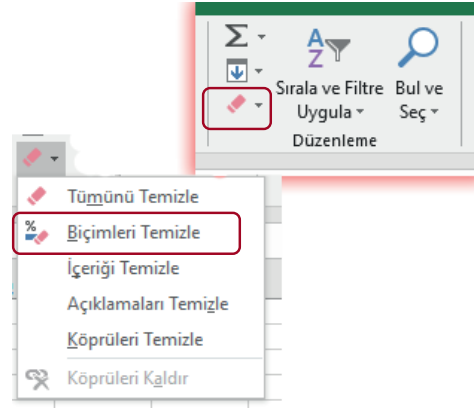 Σ
A
Z
Sırala ve Filtre Uygula
Bul ve Seç
Düzenleme
Tümünü Temizle
%
Biçimleri Temizle
İçeriği Temizle
Açıklamaları Temizle
Köprüleri Temizle
Köprüleri Kaldır